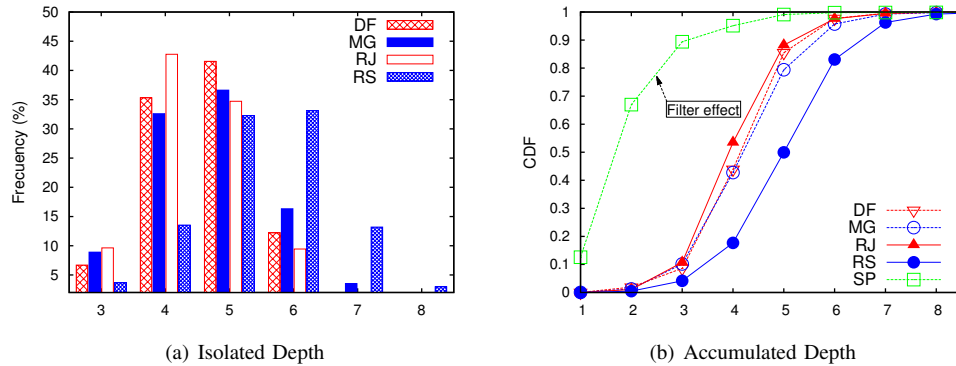 50
45
40
35
30
25
20
15
10
5
Frecuency (%)
3 4 5 6 7 8
DF
MG
RJ
RS
(a) Isolated Depth
1
0.9
0.8
0.7
0.6
0.5
0.4
0.3
0.2
0.1
0
CDF
1 2 3 4 5 6 7 8
Filter effect
DF
MG
RJ
RS
SP
(b) Accumulated Depth